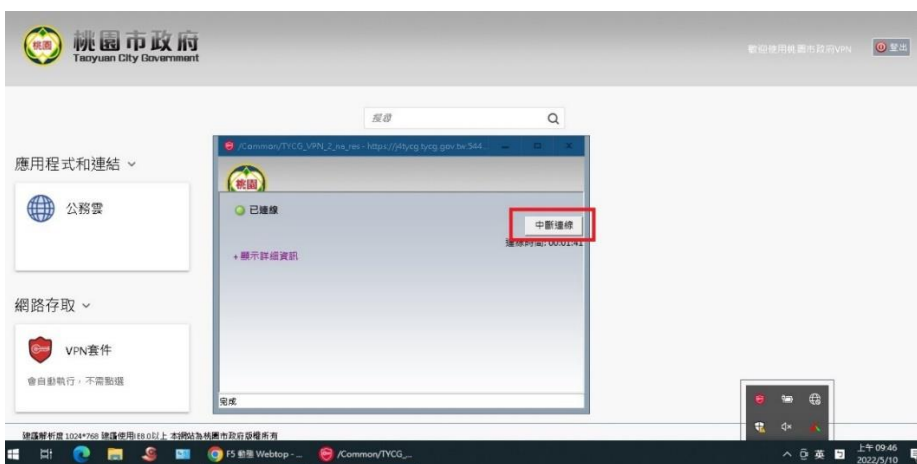 桃園
桃園市政府
Taoyuan City Government
歡迎使用桃園市政府VPN
登出
搜尋
/Common/TYCG_VPN_2_na_res - https://j4tycg.tycg.gov.tw:544...
應用程式和連結
桃園
公務雲
已連線
中斷連線
連線時間: 00:01:41
+ 顯示詳細資訊
網路存取
VPN套件
會自動執行，不需點選
完成
建議解析度 1024*768 建議使用IE8.0以上 本網站為桃園市政府版權所有
F5 動態 Webtop - ...
/Common/TYCG_...
英
上午 09:46
2022/5/10